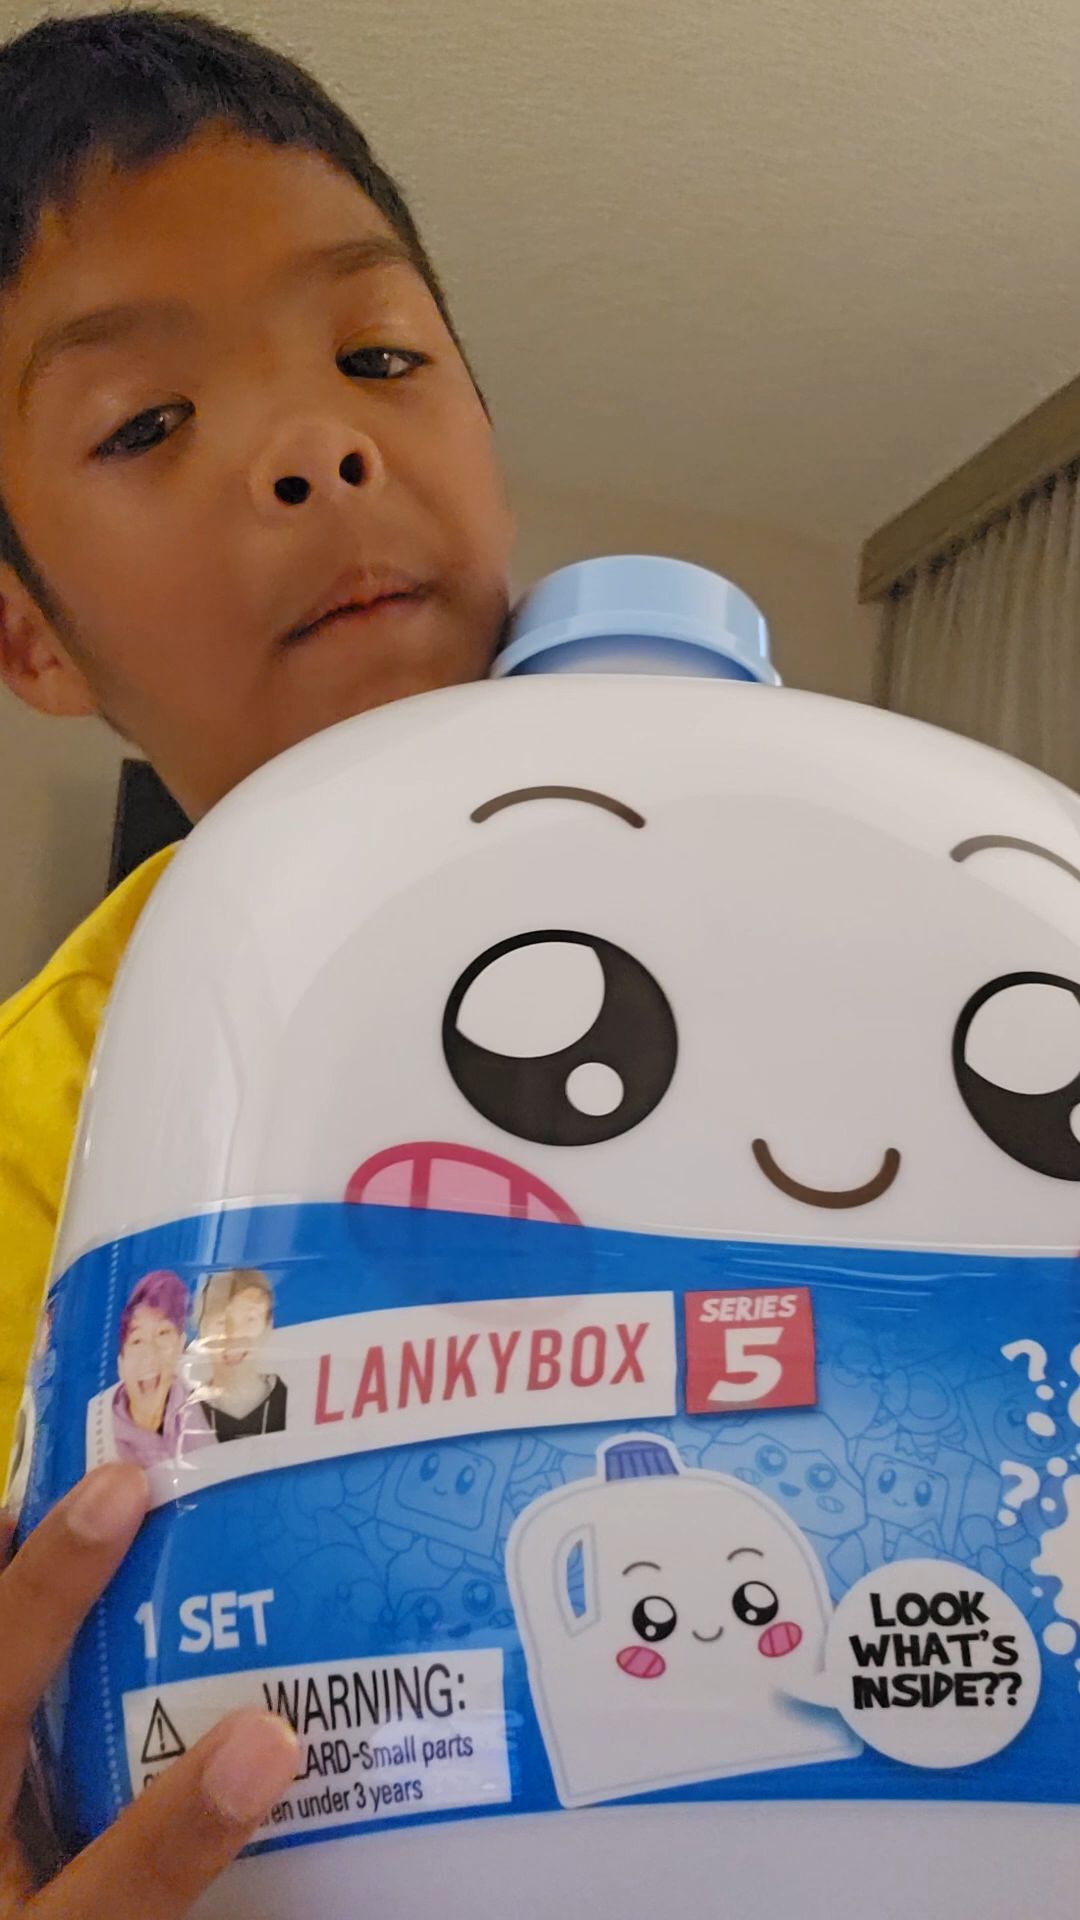 LANKYBOX
SERIES
5
1 SET
LOOK
WHAT'S
INSIDE??
WARNING:
-Small parts
under 3 years